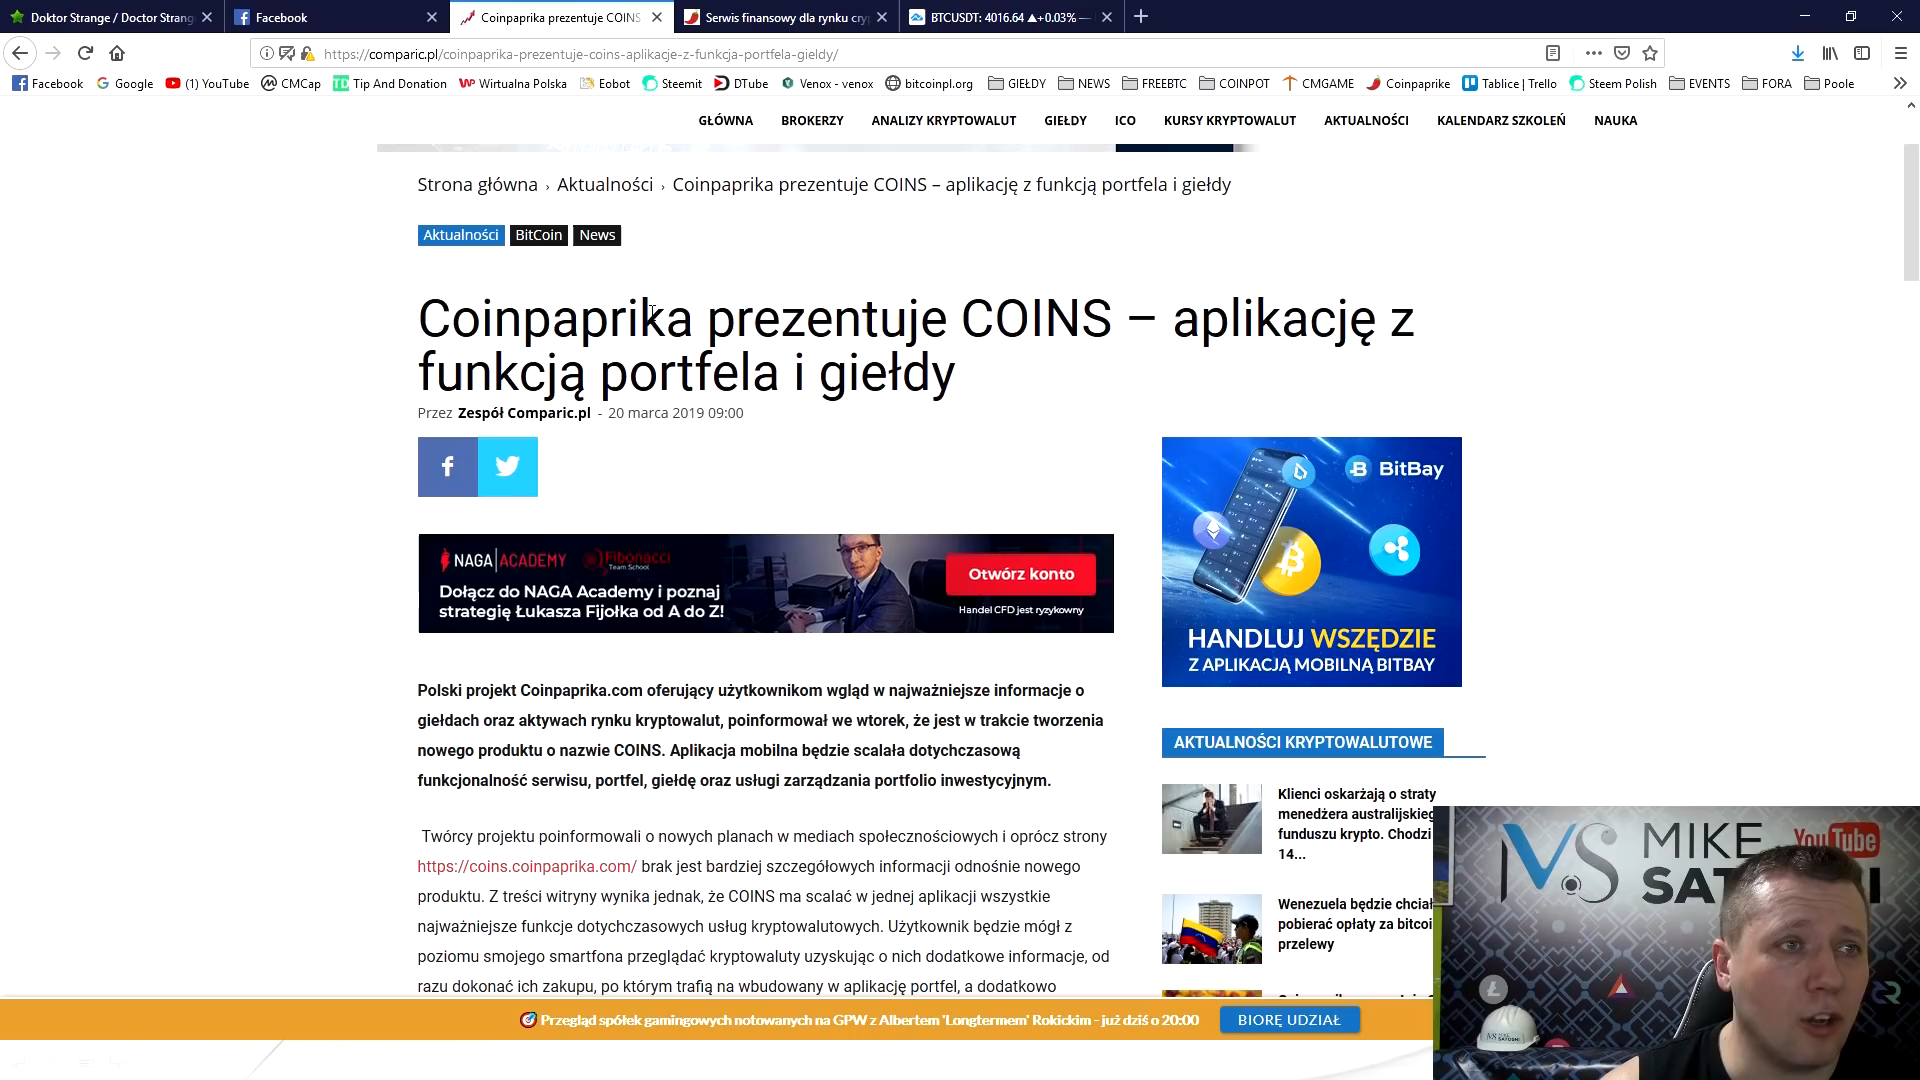 Doktor Strange / Doctor Strang
Facebook
Coinpaprika prezentuje COINS
Serwis finansowy dla rynku cry
BTCUSDT: 4016.64 ▲+0.03% —
https://comparic.pl/coinpaprika-prezentuje-coins-aplikacje-z-funkcja-portfela-gieldy/
Facebook
Google
(1) YouTube
CMCap
Tip And Donation
Wirtualna Polska
Eobot
Steemit
DTube
Venox - venox
bitcoinpl.org
GIEŁDY
NEWS
FREEBTC
COINPOT
CMGAME
Coinpaprike
Tablice | Trello
Steem Polish
EVENTS
FORA
Poole
GŁÓWNA
BROKERZY
ANALIZY KRYPTOWALUT
GIEŁDY
ICO
KURSY KRYPTOWALUT
AKTUALNOŚCI
KALENDARZ SZKOLEŃ
NAUKA
Strona główna › Aktualności › Coinpaprika prezentuje COINS – aplikację z funkcją portfela i giełdy
Aktualności BitCoin News
Coinpaprika prezentuje COINS – aplikację z
funkcją portfela i giełdy
Przez Zespół Comparic.pl - 20 marca 2019 09:00
NAGA|ACADEMY
Fibonacci
Team School
Dołącz do NAGA Academy i poznaj
strategię Łukasza Fijołka od A do Z!
Otwórz konto
Handel CFD jest ryzykowny
BitBay
HANDLUJ WSZĘDZIE
Z APLIKACJĄ MOBILNĄ BITBAY
Polski projekt Coinpaprika.com oferujący użytkownikom wgląd w najważniejsze informacje o
giełdach oraz aktywach rynku kryptowalut, poinformował we wtorek, że jest w trakcie tworzenia
nowego produktu o nazwie COINS. Aplikacja mobilna będzie scalała dotychczasową
funkcjonalność serwisu, portfel, giełdę oraz usługi zarządzania portfolio inwestycyjnym.
Twórcy projektu poinformowali o nowych planach w mediach społecznościowych i oprócz strony
https://coins.coinpaprika.com/ brak jest bardziej szczegółowych informacji odnośnie nowego
produktu. Z treści witryny wynika jednak, że COINS ma scalać w jednej aplikacji wszystkie
najważniejsze funkcje dotychczasowych usług kryptowalutowych. Użytkownik będzie mógł z
poziomu smojego smartfona przeglądać kryptowaluty uzyskując o nich dodatkowe informacje, od
razu dokonać ich zakupu, po którym trafią na wbudowany w aplikację portfel, a dodatkowo
AKTUALNOŚCI KRYPTOWALUTOWE
Klienci oskarżają o straty
menedżera australijskieg
funduszu krypto. Chodzi
14...
Wenezuela będzie chciał
pobierać opłaty za bitcoi
przelewy
Przegląd spółek gamingowych notowanych na GPW z Albertem 'Longtermem' Rokickim - już dziś o 20:00
BIORĘ UDZIAŁ
MS
MIKE
YouTube